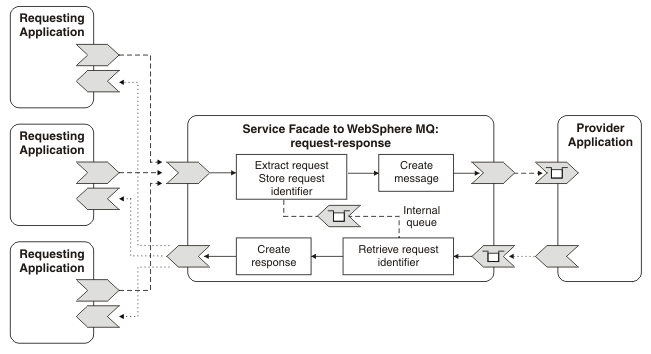 Requesting
Application
Requesting
Application
Requesting
Application
Service Facade to WebSphere MQ:
request-response
Extract request
Store request
identifier
Create
message
Internal
queue
Create
response
Retrieve request
identifier
Provider
Application